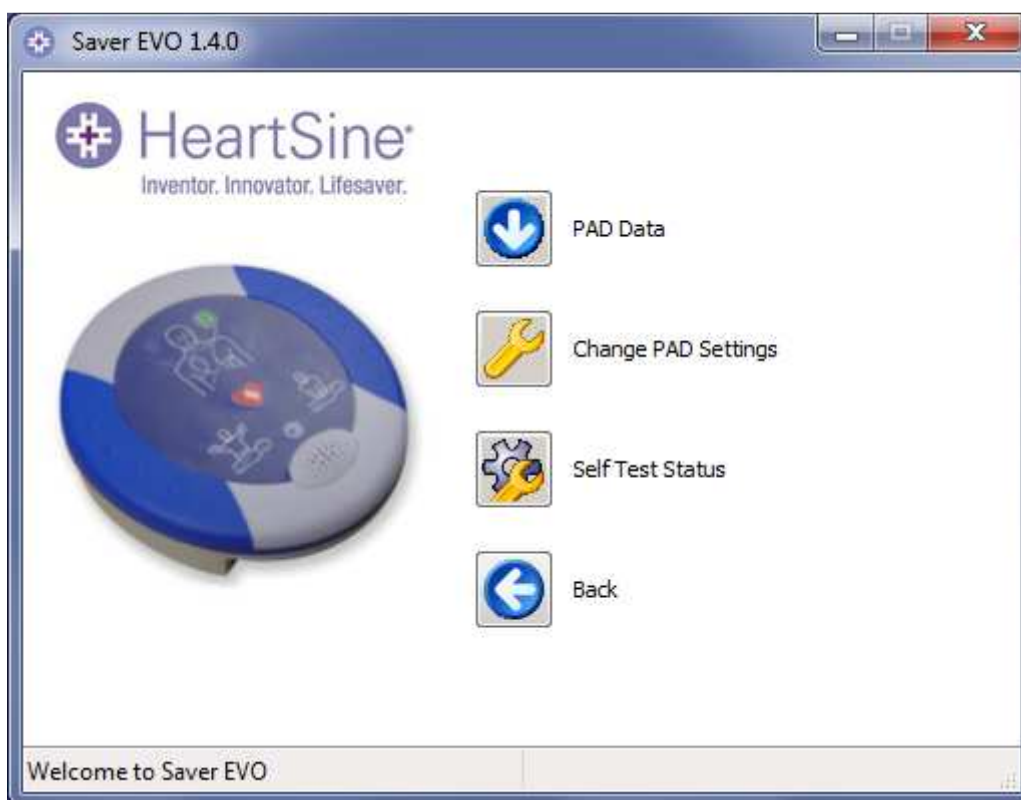 Saver EVO 1.4.0
HeartSine®
Inventor. Innovator. Lifesaver.
PAD Data
Change PAD Settings
Self Test Status
Back
Welcome to Saver EVO